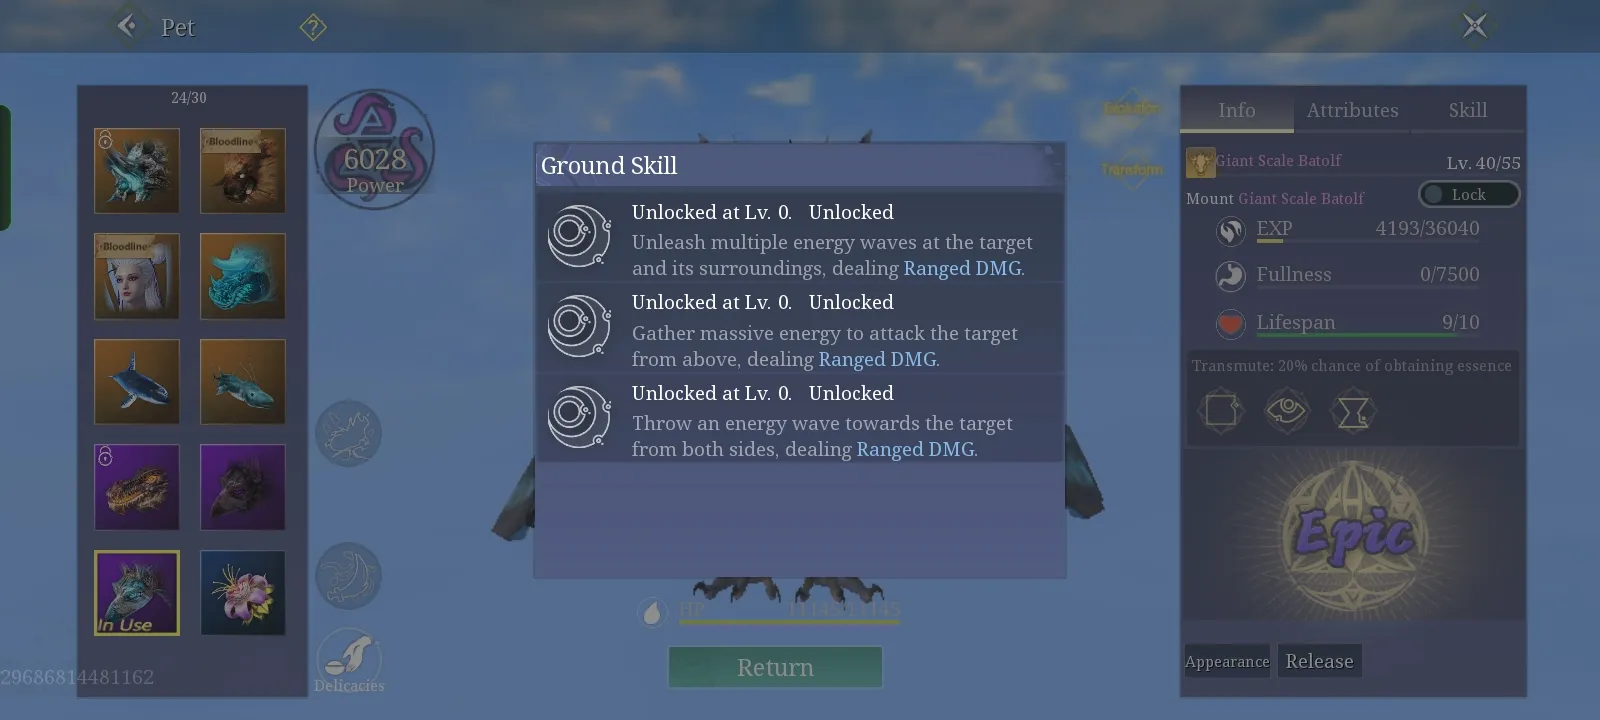 Pet
?
24/30
Bloodline
Bloodline
In Use
29686814481162
6028
Power
Delicacies
Ground Skill
Unlocked at Lv. 0. Unlocked
Unleash multiple energy waves at the target
and its surroundings, dealing Ranged DMG.
Unlocked at Lv. 0. Unlocked
Gather massive energy to attack the target
from above, dealing Ranged DMG.
Unlocked at Lv. 0. Unlocked
Throw an energy wave towards the target
from both sides, dealing Ranged DMG.
HP 11145/11145
Return
Evolution
Transform
Info Attributes Skill
Giant Scale Batolf Lv. 40/55
Mount Giant Scale Batolf Lock
EXP 4193/36040
Fullness 0/7500
Lifespan 9/10
Transmute: 20% chance of obtaining essence
Epic
Appearance Release